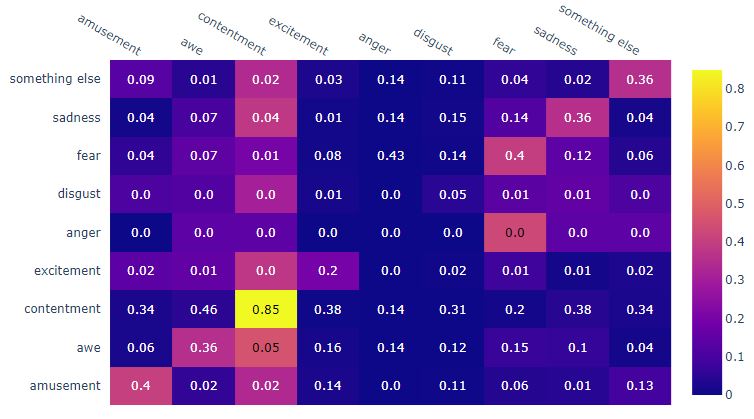 amusement awe contentment excitement anger disgust fear sadness something else
something else 0.09 0.01 0.02 0.03 0.14 0.11 0.04 0.02 0.36
sadness 0.04 0.07 0.04 0.01 0.14 0.15 0.14 0.36 0.04
fear 0.04 0.07 0.01 0.08 0.43 0.14 0.4 0.12 0.06
disgust 0.0 0.0 0.0 0.01 0.0 0.05 0.01 0.01 0.0
anger 0.0 0.0 0.0 0.0 0.0 0.0 0.0 0.0 0.0
excitement 0.02 0.01 0.0 0.2 0.0 0.02 0.01 0.01 0.02
contentment 0.34 0.46 0.85 0.38 0.14 0.31 0.2 0.38 0.34
awe 0.06 0.36 0.05 0.16 0.14 0.12 0.15 0.1 0.04
amusement 0.4 0.02 0.02 0.14 0.0 0.11 0.06 0.01 0.13
0.8
0.7
0.6
0.5
0.4
0.3
0.2
0.1
0